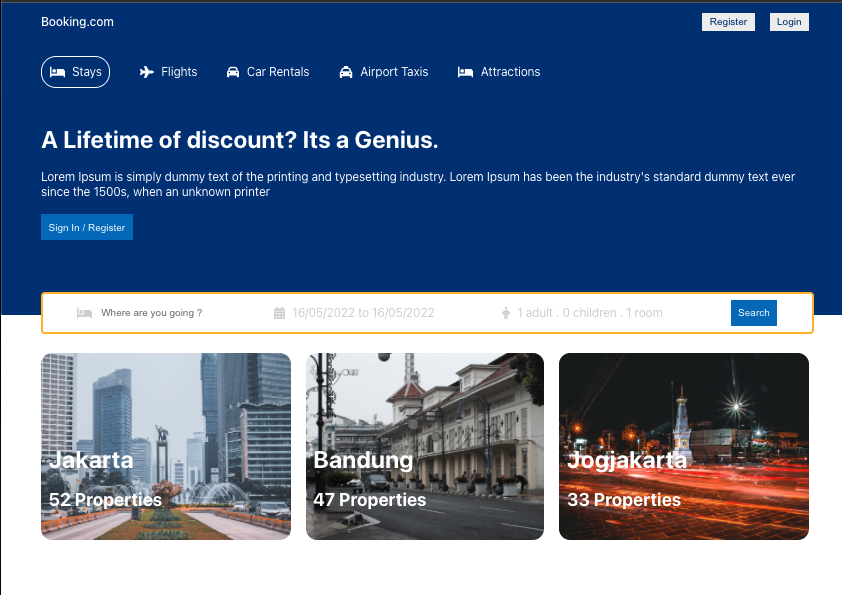 Booking.com
Register
Login
Stays
Flights
Car Rentals
Airport Taxis
Attractions
A Lifetime of discount? Its a Genius.
Lorem Ipsum is simply dummy text of the printing and typesetting industry. Lorem Ipsum has been the industry's standard dummy text ever
since the 1500s, when an unknown printer
Sign In / Register
Where are you going ?
16/05/2022 to 16/05/2022
1 adult . 0 children . 1 room
Search
Jakarta
52 Properties
Bandung
47 Properties
Jogjakarta
33 Properties